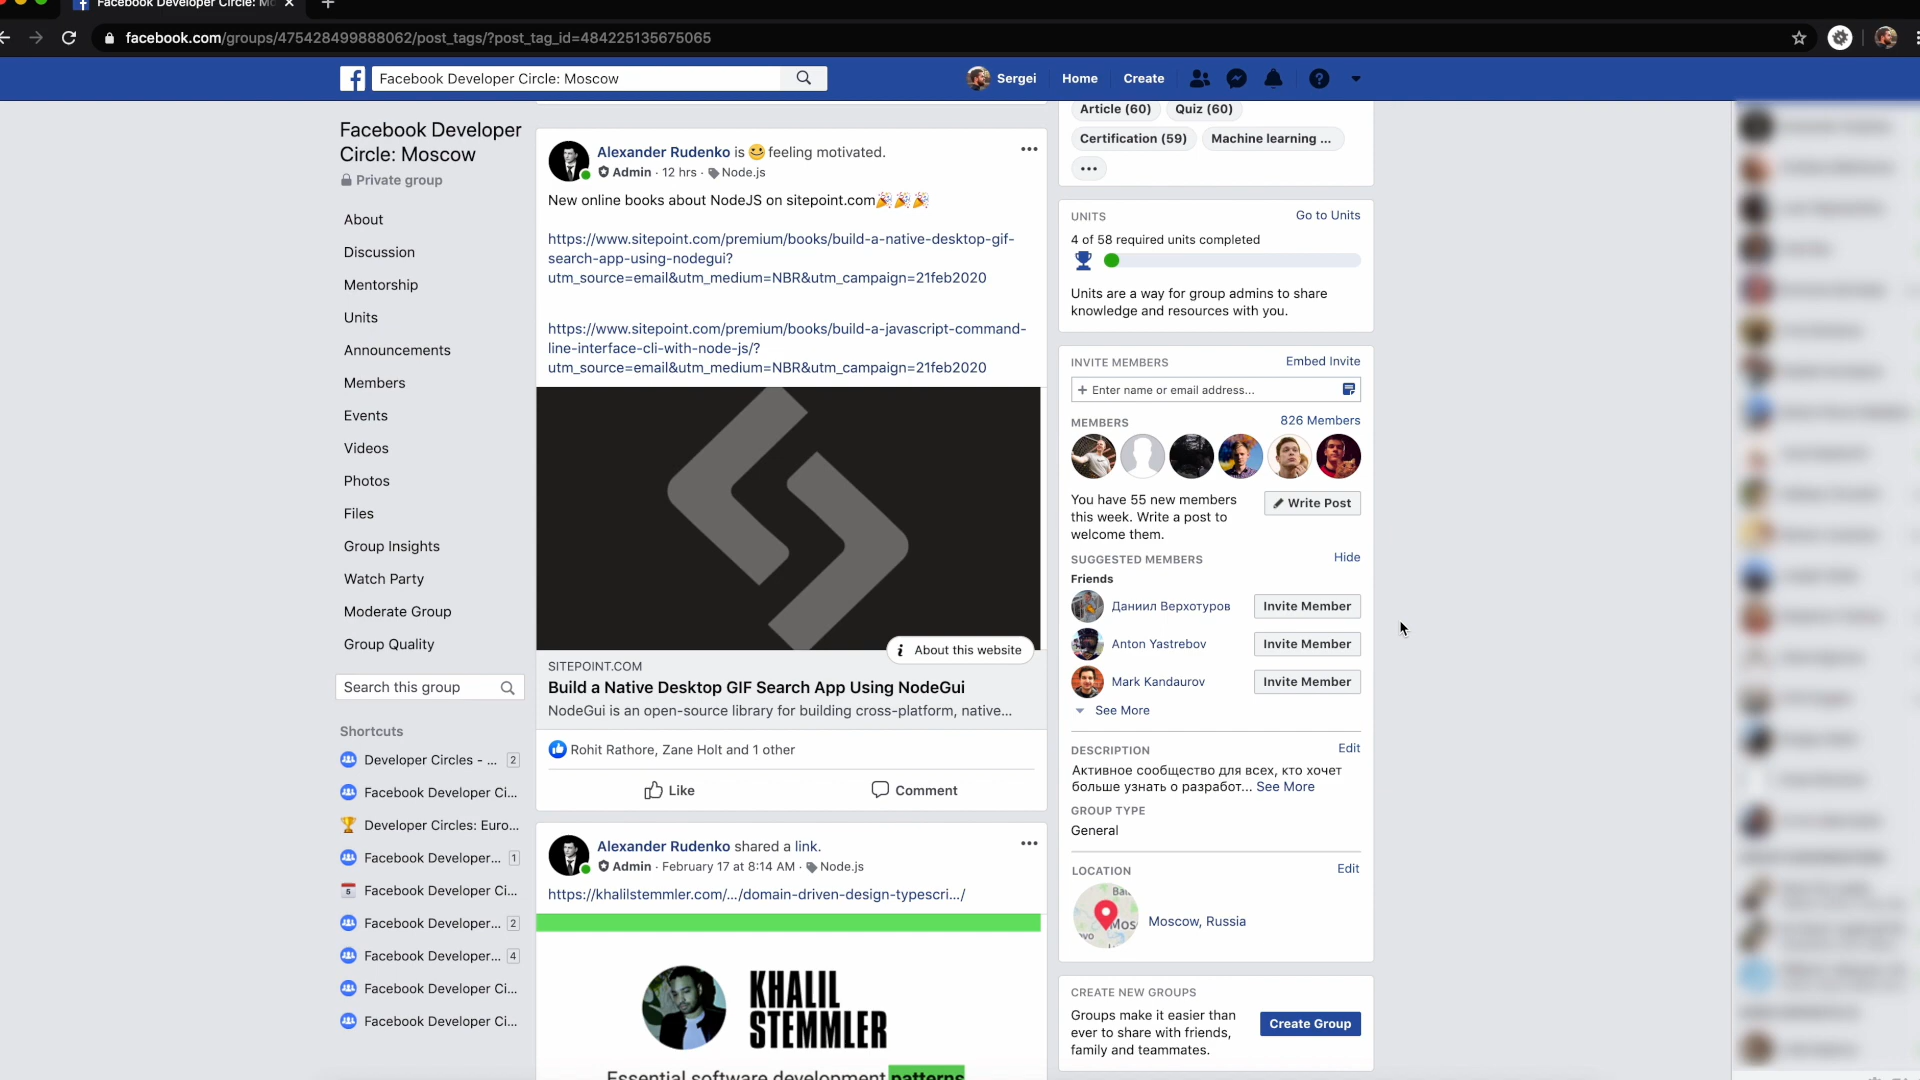 Facebook Developer Circle: Mo
facebook.com/groups/475428499888062/post_tags/?post_tag_id=484225135675065
Facebook Developer Circle: Moscow
Sergei
Home
Create
Facebook Developer
Circle: Moscow
Private group
About
Discussion
Mentorship
Units
Announcements
Members
Events
Videos
Photos
Files
Group Insights
Watch Party
Moderate Group
Group Quality
Search this group
Shortcuts
Developer Circles - ... 2
Facebook Developer Ci...
Developer Circles: Euro...
Facebook Developer... 1
Facebook Developer Ci...
Facebook Developer... 2
Facebook Developer... 4
Facebook Developer Ci...
Facebook Developer Ci...
Alexander Rudenko is 😀 feeling motivated.
Admin · 12 hrs · Node.js
New online books about NodeJS on sitepoint.com🎉🎉🎉
https://www.sitepoint.com/premium/books/build-a-native-desktop-gif-
search-app-using-nodegui?
utm_source=email&utm_medium=NBR&utm_campaign=21feb2020
https://www.sitepoint.com/premium/books/build-a-javascript-command-
line-interface-cli-with-node-js/?
utm_source=email&utm_medium=NBR&utm_campaign=21feb2020
About this website
SITEPOINT.COM
Build a Native Desktop GIF Search App Using NodeGui
NodeGui is an open-source library for building cross-platform, native...
Rohit Rathore, Zane Holt and 1 other
Like
Comment
Alexander Rudenko shared a link.
Admin · February 17 at 8:14 AM · Node.js
https://khalilstemmler.com/.../domain-driven-design-typescri.../
KHALIL
STEMMLER
Essential software development patterns
Article (60)
Quiz (60)
Certification (59)
Machine learning ...
UNITS
Go to Units
4 of 58 required units completed
Units are a way for group admins to share
knowledge and resources with you.
INVITE MEMBERS
Embed Invite
+ Enter name or email address...
MEMBERS
826 Members
You have 55 new members
this week. Write a post to
welcome them.
Write Post
SUGGESTED MEMBERS
Hide
Friends
Даниил Верхотуров
Invite Member
Anton Yastrebov
Invite Member
Mark Kandaurov
Invite Member
See More
DESCRIPTION
Edit
Активное сообщество для всех, кто хочет
больше узнать о разработ... See More
GROUP TYPE
General
LOCATION
Edit
Moscow, Russia
CREATE NEW GROUPS
Groups make it easier than
ever to share with friends,
family and teammates.
Create Group